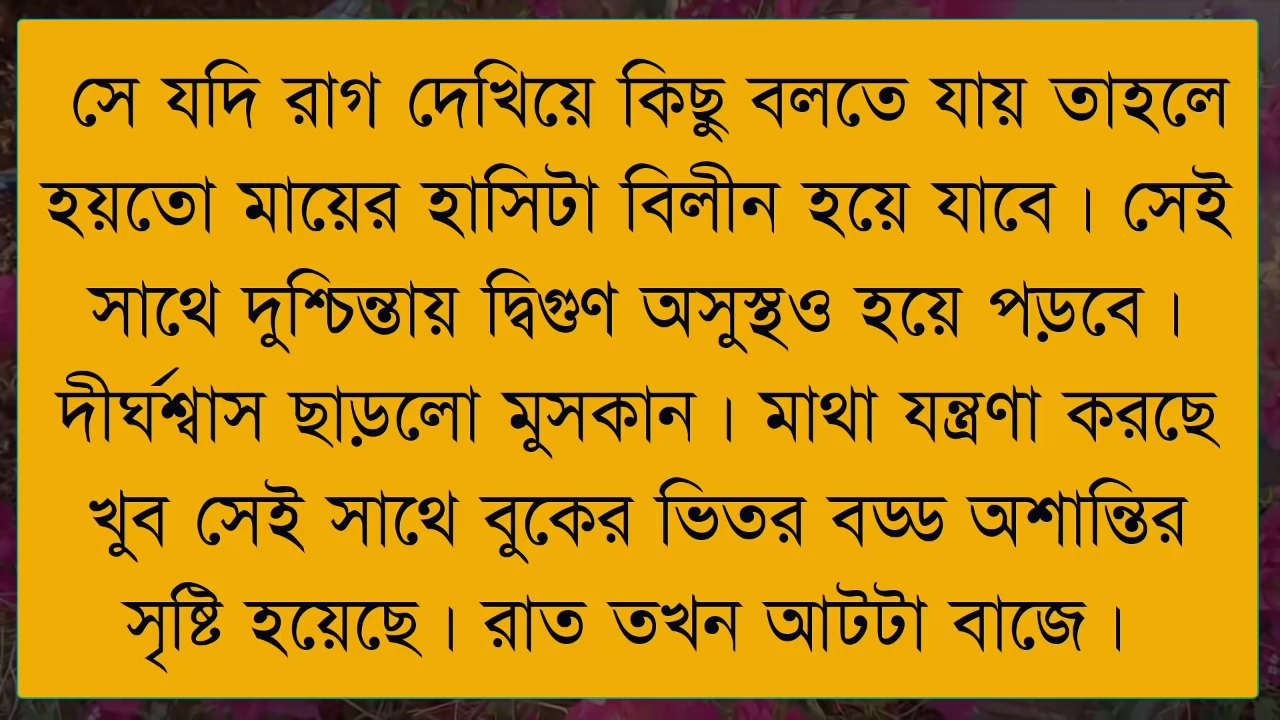 সে যদি রাগ দেখিয়ে কিছু বলতে যায় তাহলে
হয়তো মায়ের হাসিটা বিলীন হয়ে যাবে। সেই
সাথে দুশ্চিন্তায় দ্বিগুণ অসুস্থও হয়ে পড়বে।
দীর্ঘশ্বাস ছাড়লো মুসকান। মাথা যন্ত্রণা করছে
খুব সেই সাথে বুকের ভিতর বড্ড অশান্তির
সৃষ্টি হয়েছে। রাত তখন আটটা বাজে।